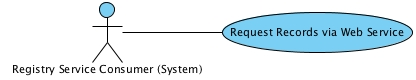 Request Records via Web Service
Registry Service Consumer (System)